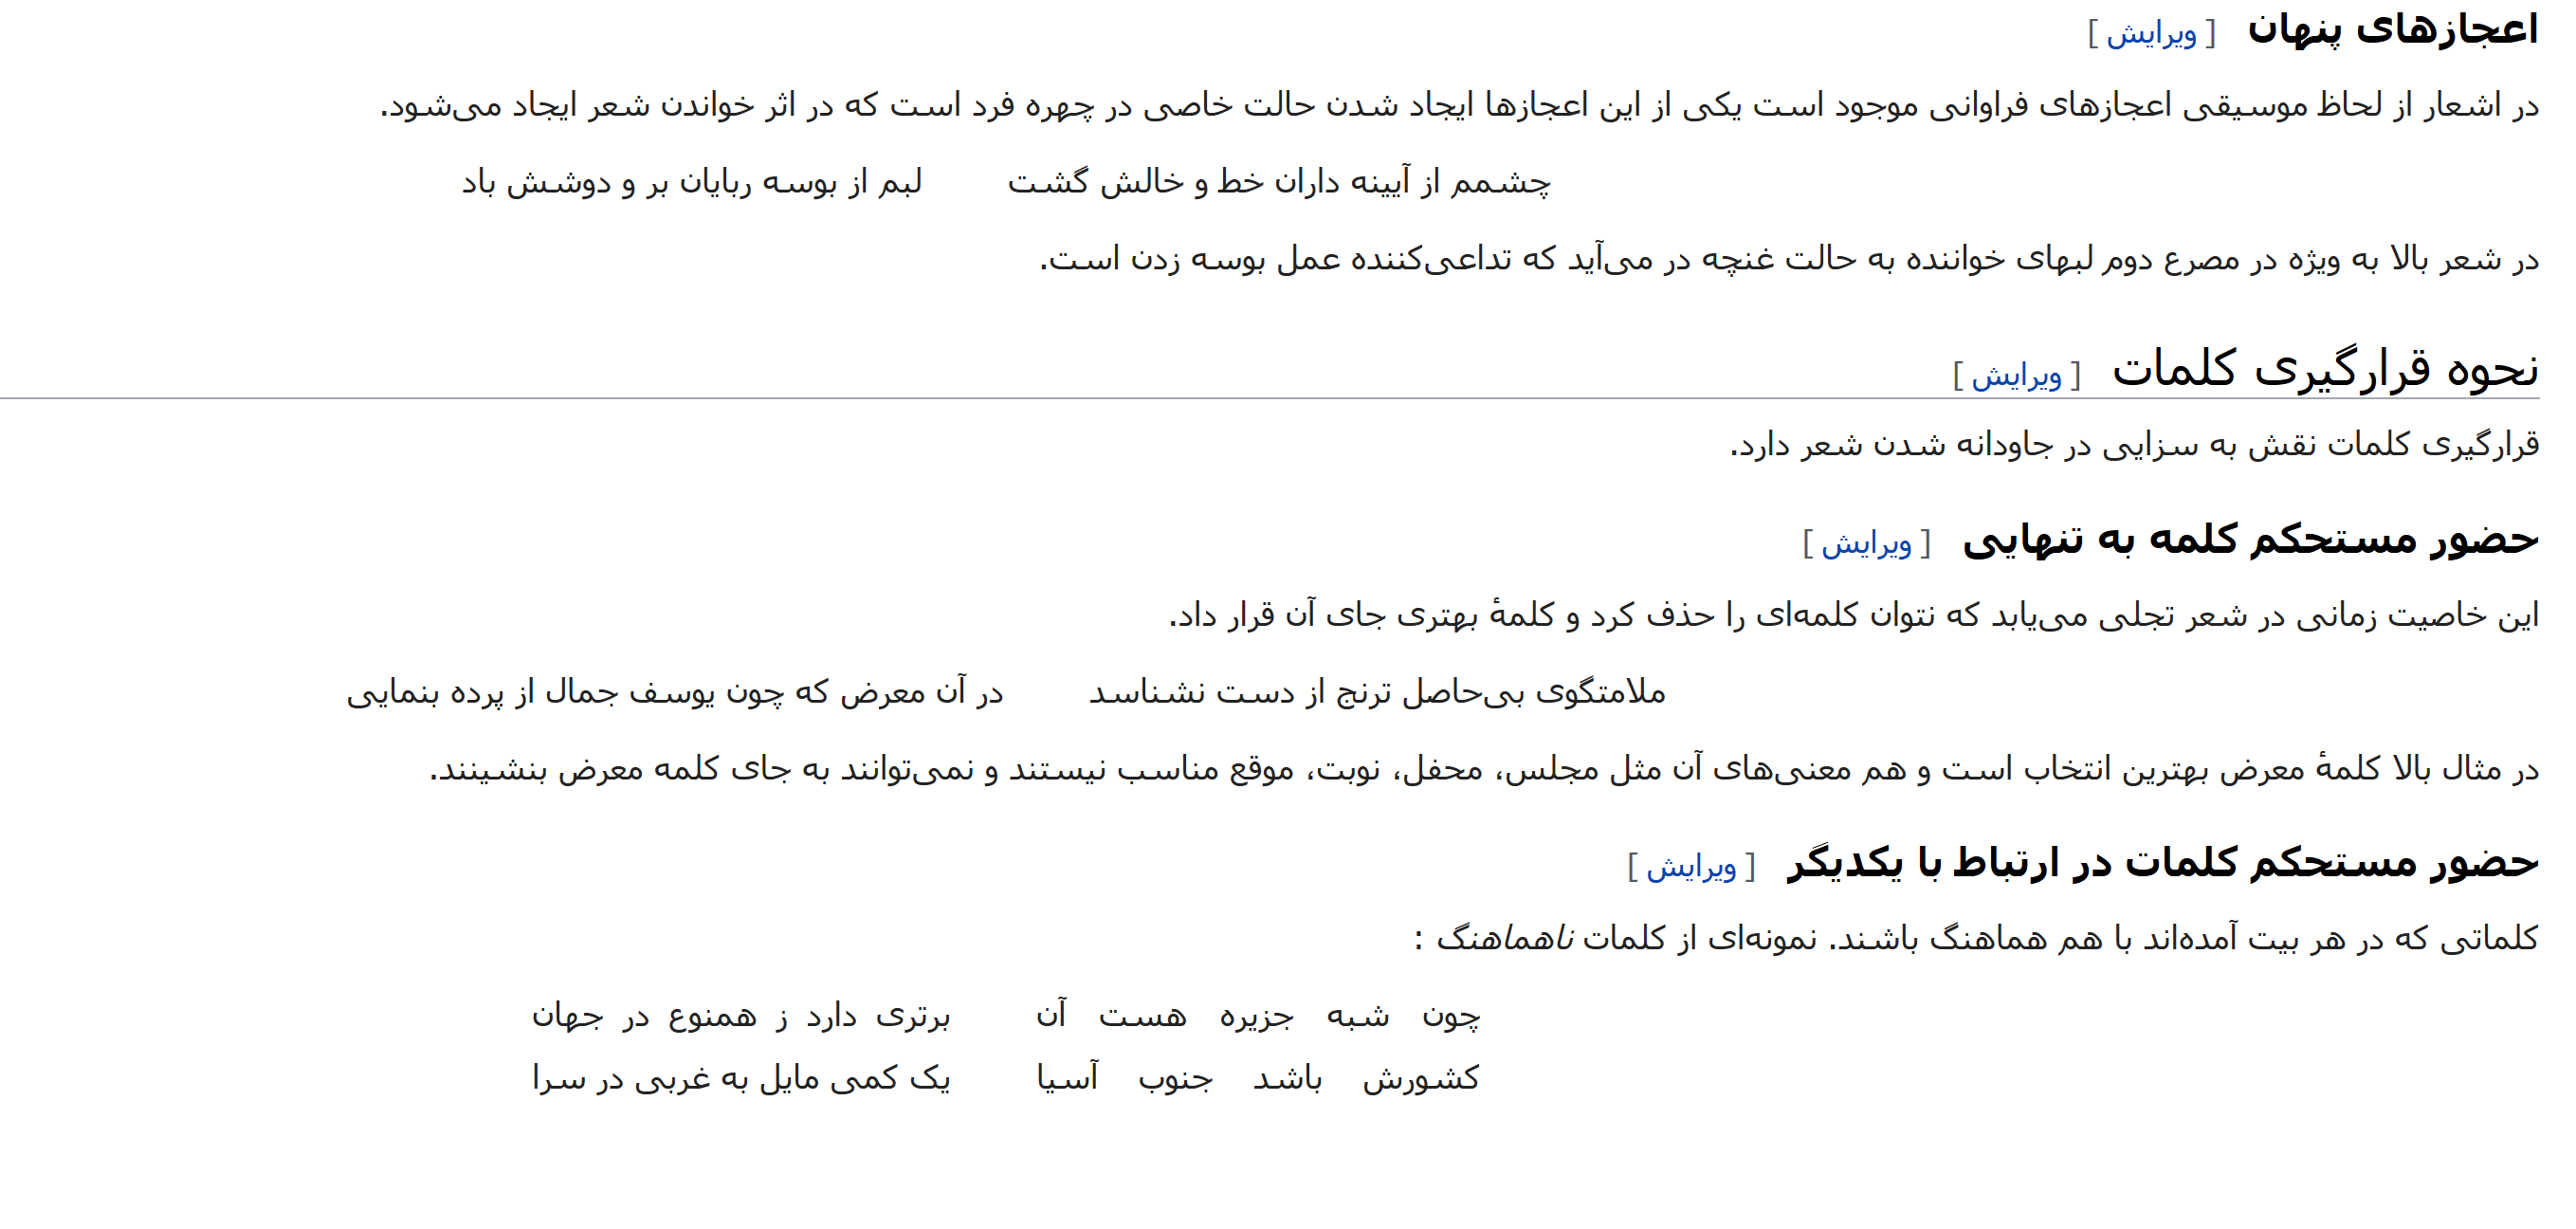 اعجازهای پنهان [ ویرایش ]
در اشعار از لحاظ موسیقی اعجازهای فراوانی موجود است یکی از این اعجازها ایجاد شدن حالت خاصی در چهره فرد است که در اثر خواندن شعر ایجاد می‌شود.
چشمم از آیینه داران خط و خالش گشت لبم از بوسه ربایان بر و دوشش باد
در شعر بالا به ویژه در مصرع دوم لبهای خواننده به حالت غنچه در می‌آید که تداعی‌کننده عمل بوسه زدن است.
نحوه قرارگیری کلمات [ ویرایش ]
قرارگیری کلمات نقش به سزایی در جاودانه شدن شعر دارد.
حضور مستحکم کلمه به تنهایی [ ویرایش ]
این خاصیت زمانی در شعر تجلی می‌یابد که نتوان کلمه‌ای را حذف کرد و کلمهٔ بهتری جای آن قرار داد.
ملامتگوی بی‌حاصل ترنج از دست نشناسد در آن معرض که چون یوسف جمال از پرده بنمایی
در مثال بالا کلمهٔ معرض بهترین انتخاب است و هم معنی‌های آن مثل مجلس، محفل، نوبت، موقع مناسب نیستند و نمی‌توانند به جای کلمه معرض بنشینند.
حضور مستحکم کلمات در ارتباط با یکدیگر [ ویرایش ]
کلماتی که در هر بیت آمده‌اند با هم هماهنگ باشند. نمونه‌ای از کلمات ناهماهنگ :
چون شبه جزیره هست آن برتری دارد ز همنوع در جهان
کشورش باشد جنوب آسیا یک کمی مایل به غربی در سرا